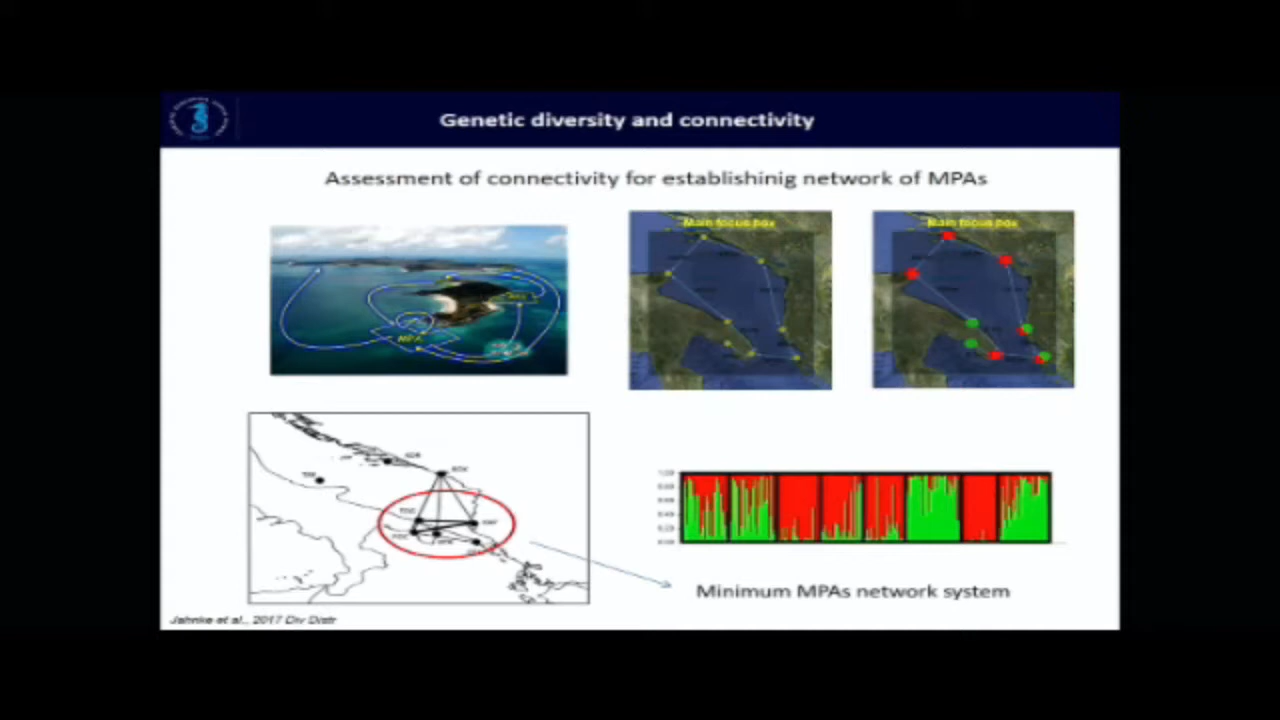 Genetic diversity and connectivity
Assessment of connectivity for establishinig network of MPAs
Main focus box
Main focus box
MPA
Minimum MPAs network system
Jahnke et al., 2017 Div Distr